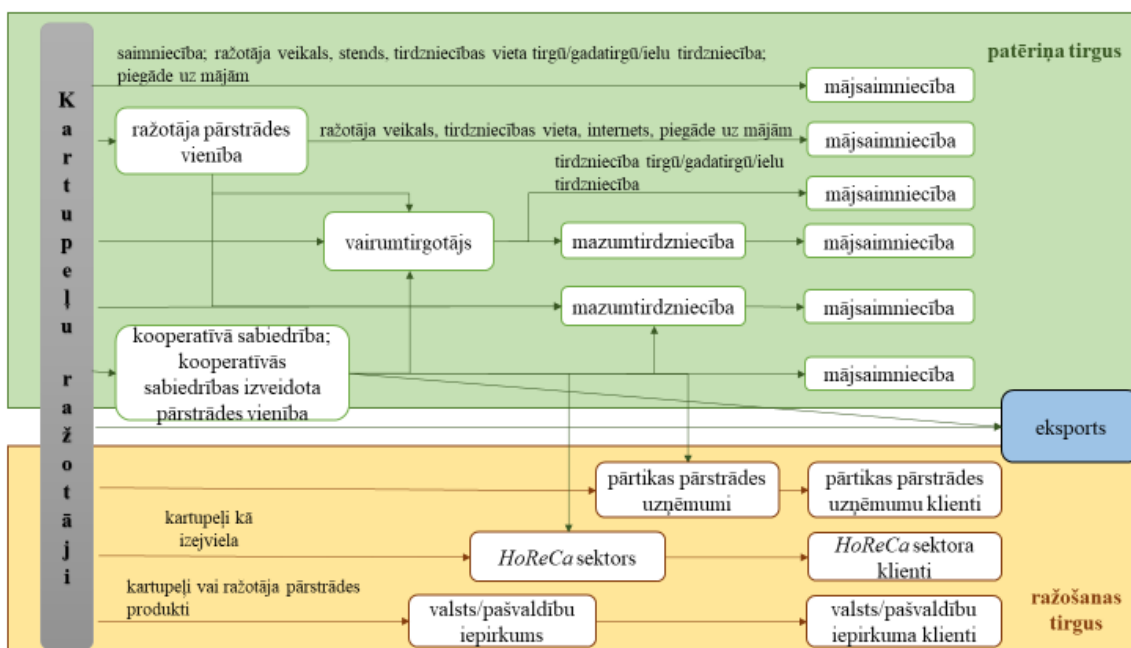 Kartupeļu ražotāji
saimniecība; ražotāja veikals, stends, tirdzniecības vieta tirgū/gadatirgū/ielu tirdzniecība;
piegāde uz mājām
patēriņa tirgus
mājsaimniecība
ražotāja pārstrādes
vienība
ražotāja veikals, tirdzniecības vieta, internets, piegāde uz mājām
mājsaimniecība
tirdzniecība tirgū/gadatirgū/ielu
tirdzniecība
mājsaimniecība
vairumtirgotājs
mazumtirdzniecība
mājsaimniecība
mazumtirdzniecība
mājsaimniecība
kooperatīvā sabiedrība;
kooperatīvās
sabiedrības izveidota
pārstrādes vienība
mājsaimniecība
eksports
pārtikas pārstrādes
uzņēmumi
pārtikas pārstrādes
uzņēmumu klienti
kartupeļi kā
izejviela
HoReCa sektors
HoReCa sektora
klienti
kartupeļi vai ražotāja pārstrādes
produkti
valsts/pašvaldību
iepirkums
valsts/pašvaldību
iepirkuma klienti
ražošanas
tirgus